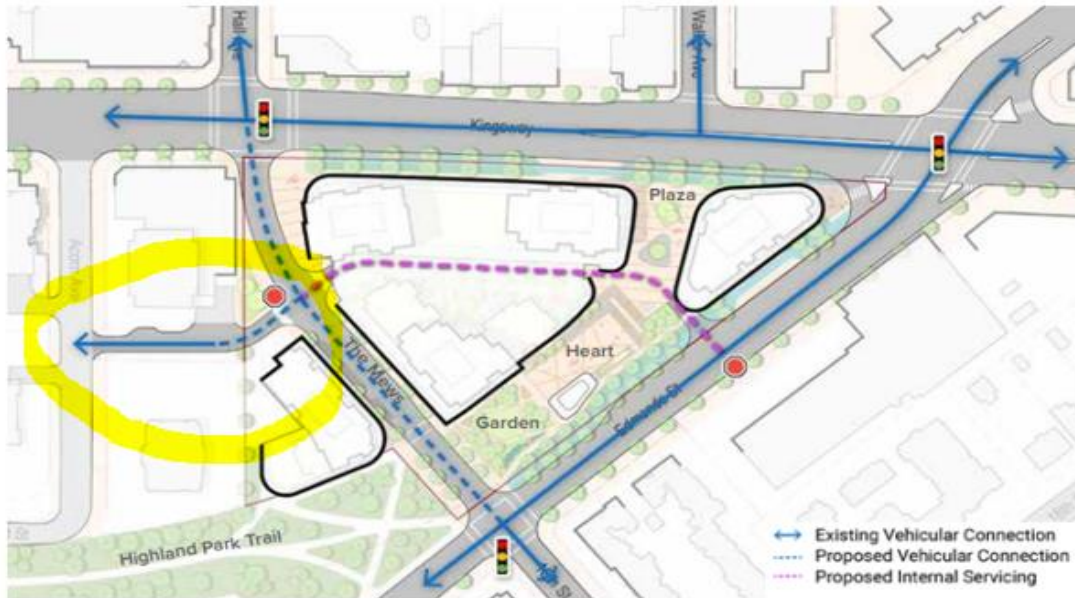 Kingsway
Plaza
The Mews
Heart
Garden
Edmonds St
Highland Park Trail
Existing Vehicular Connection
Proposed Vehicular Connection
Proposed Internal Servicing